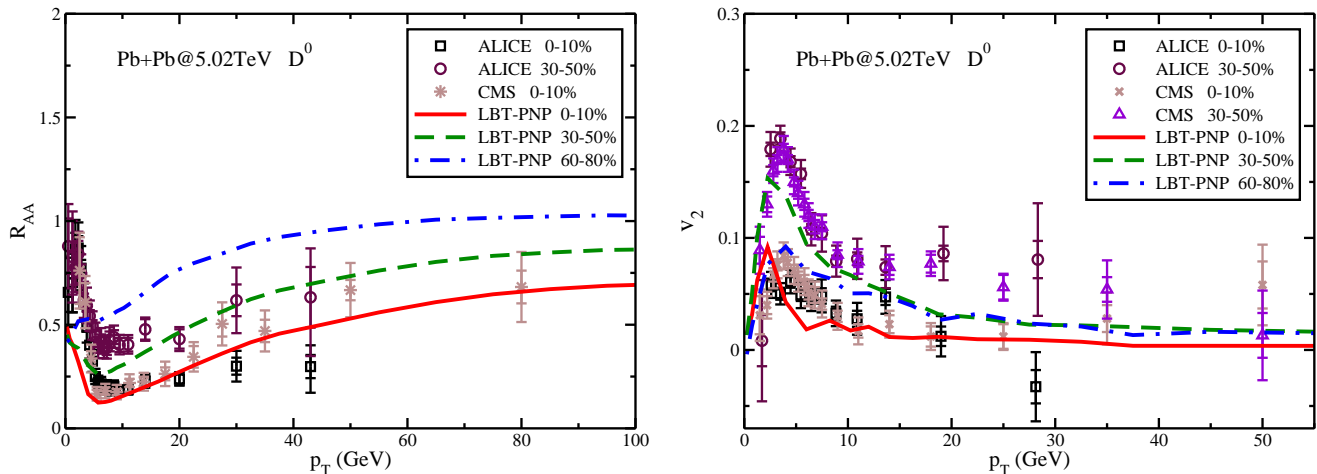 Pb+Pb@5.02TeV D⁰
ALICE 0-10%
ALICE 30-50%
CMS 0-10%
LBT-PNP 0-10%
LBT-PNP 30-50%
LBT-PNP 60-80%
2
1.5
1
0.5
0
R_AA
0 20 40 60 80 100
p_T (GeV)
Pb+Pb@5.02TeV D⁰
ALICE 0-10%
ALICE 30-50%
CMS 0-10%
CMS 30-50%
LBT-PNP 0-10%
LBT-PNP 30-50%
LBT-PNP 60-80%
0.3
0.2
0.1
0
v_2
0 10 20 30 40 50
p_T (GeV)